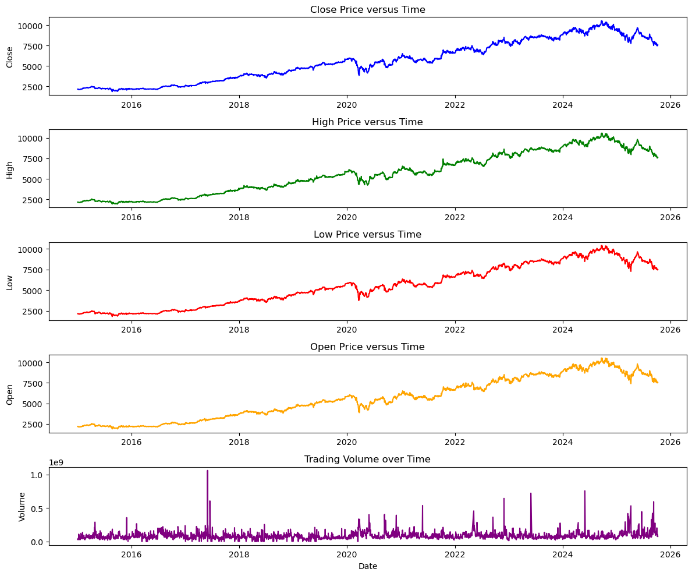 Close Price versus Time
Close
10000
7500
5000
2500
2016 2018 2020 2022 2024 2026
High Price versus Time
High
10000
7500
5000
2500
2016 2018 2020 2022 2024 2026
Low Price versus Time
Low
10000
7500
5000
2500
2016 2018 2020 2022 2024 2026
Open Price versus Time
Open
10000
7500
5000
2500
2016 2018 2020 2022 2024 2026
Trading Volume over Time
1e9
Volume
1.0
0.5
0.0
2016 2018 2020 2022 2024 2026
Date